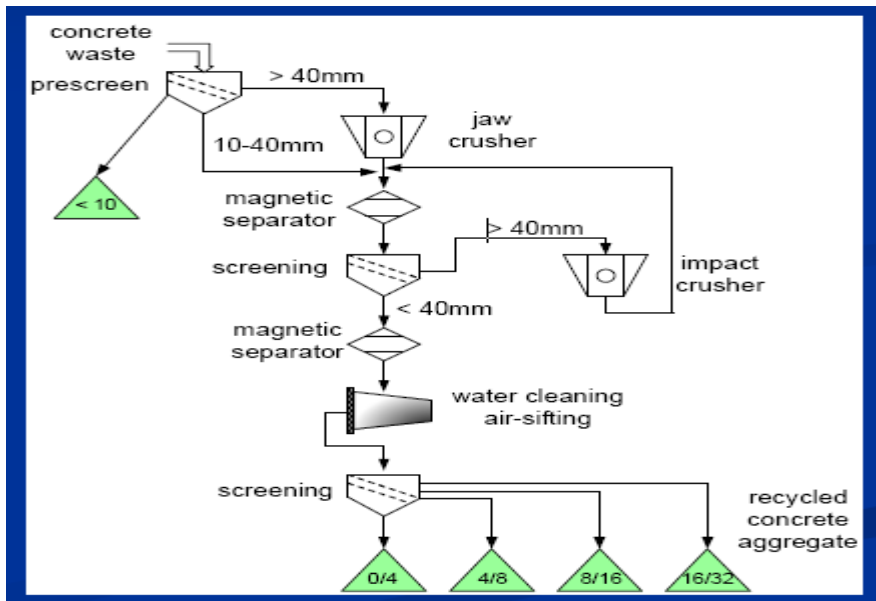 concrete
waste
prescreen
> 40mm
jaw
crusher
10-40mm
< 10
magnetic
separator
> 40mm
screening
impact
crusher
< 40mm
magnetic
separator
water cleaning
air-sifting
screening
recycled
concrete
aggregate
0/4
4/8
8/16
16/32